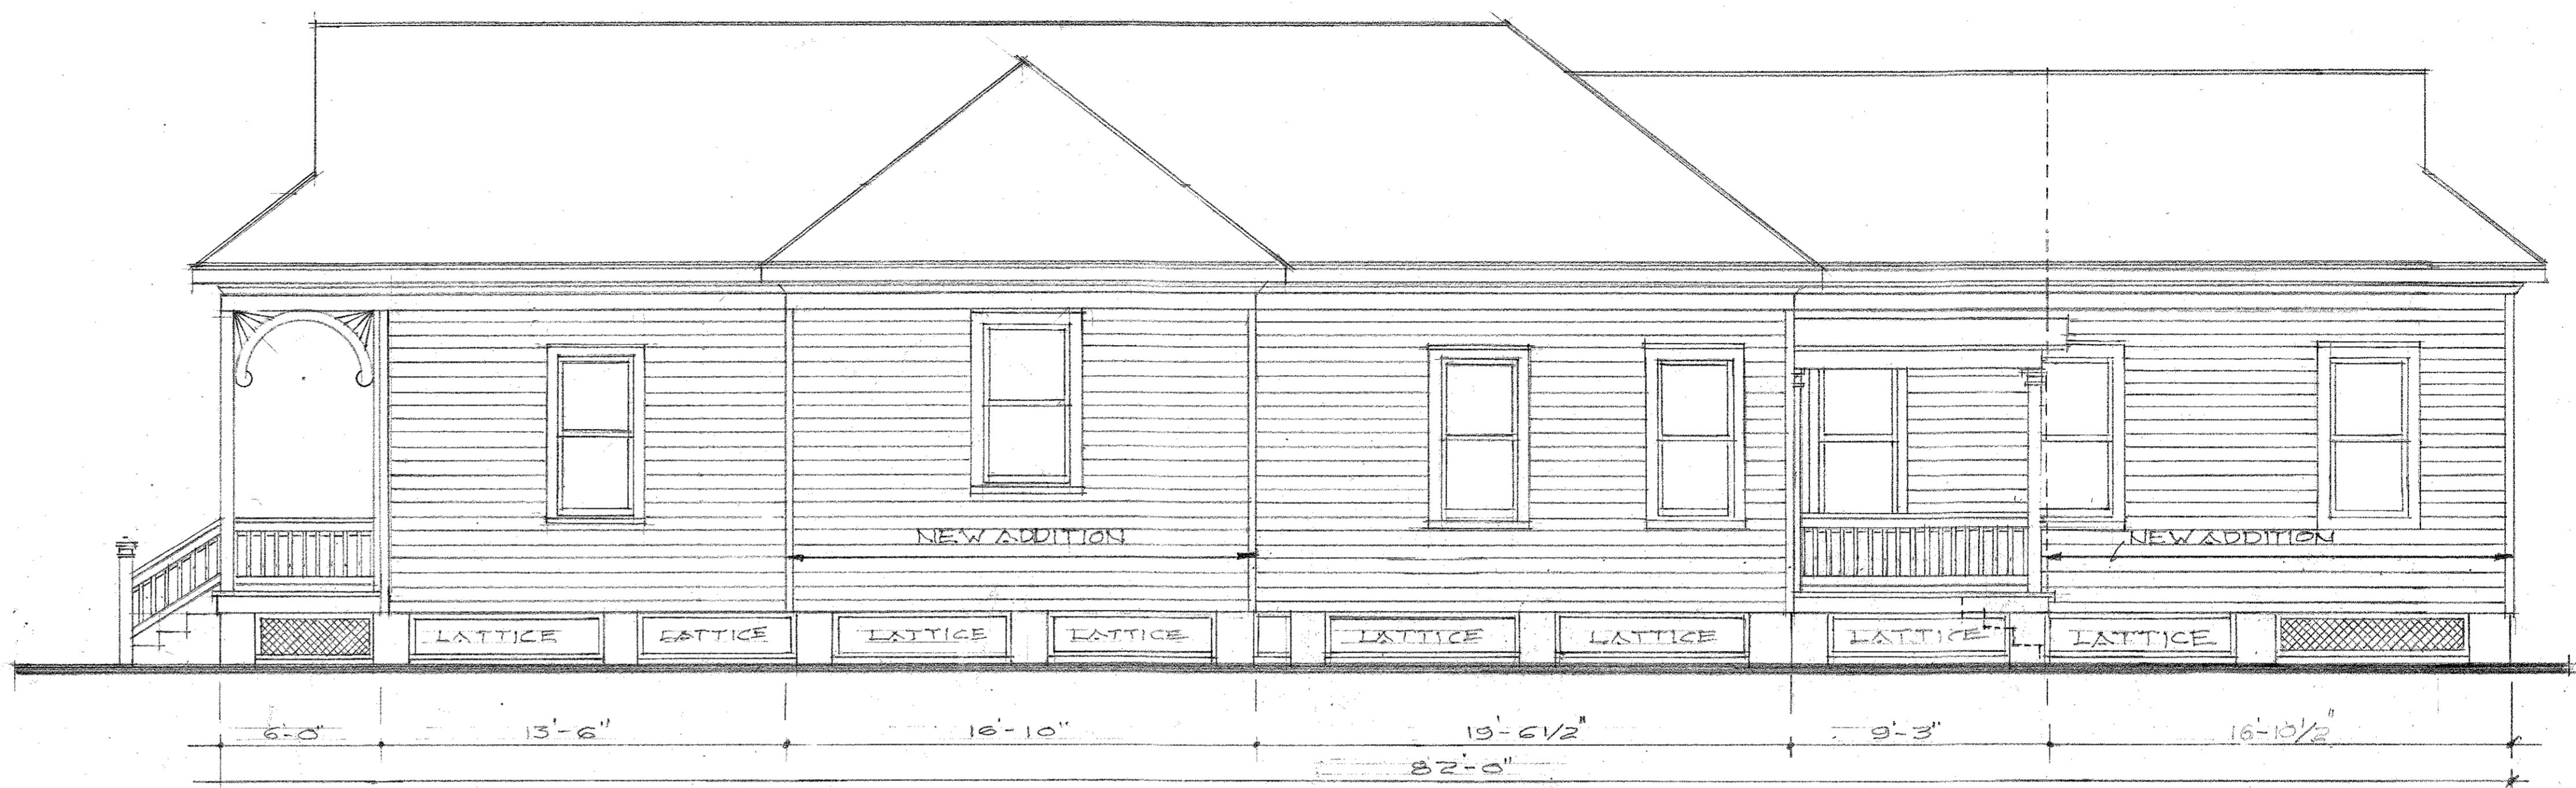 NEW ADDITION
NEW ADDITION
LATTICE LATTICE LATTICE LATTICE LATTICE LATTICE LATTICE LATTICE
6'-0" 13'-6" 16'-10" 19'-6 1/2" 9'-3" 16'-10 1/2"
82'-0"